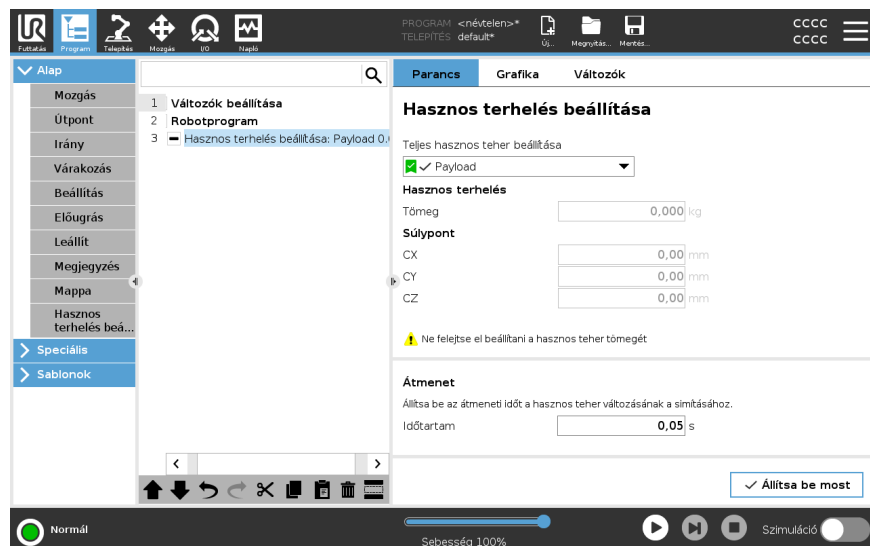 UR
Futtatás Program Telepítés Mozgás I/O Napló
PROGRAM <névtelen>*
TELEPÍTÉS default*
Új... Megnyitás... Mentés...
CCCC
CCCC
Alap
Mozgás
Útpont
Irány
Várakozás
Beállítás
Előugrás
Leállít
Megjegyzés
Mappa
Hasznos
terhelés beá...
Speciális
Sablonok
1 Változók beállítása
2 Robotprogram
3 Hasznos terhelés beállítása: Payload 0.0
Parancs Grafika Változók
Hasznos terhelés beállítása
Teljes hasznos teher beállítása
Payload
Hasznos terhelés
Tömeg 0,000 kg
Súlypont
CX 0,00 mm
CY 0,00 mm
CZ 0,00 mm
Ne felejtse el beállítani a hasznos teher tömegét
Átmenet
Állítsa be az átmeneti időt a hasznos teher változásának a simításához.
Időtartam 0,05 s
Állítsa be most
Normál
Sebesség 100%
Szimuláció